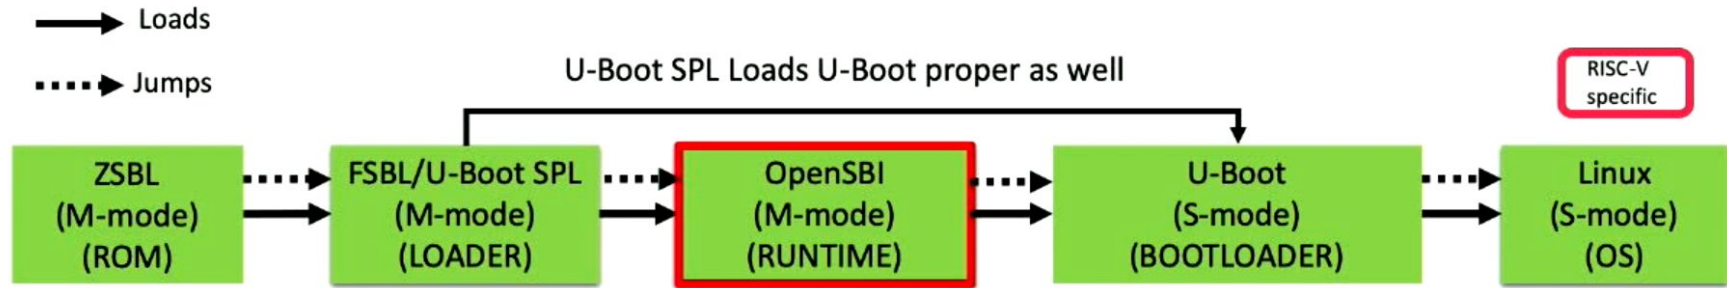 Loads
Jumps
U-Boot SPL Loads U-Boot proper as well
RISC-V
specific
ZSBL
(M-mode)
(ROM)
FSBL/U-Boot SPL
(M-mode)
(LOADER)
OpenSBI
(M-mode)
(RUNTIME)
U-Boot
(S-mode)
(BOOTLOADER)
Linux
(S-mode)
(OS)